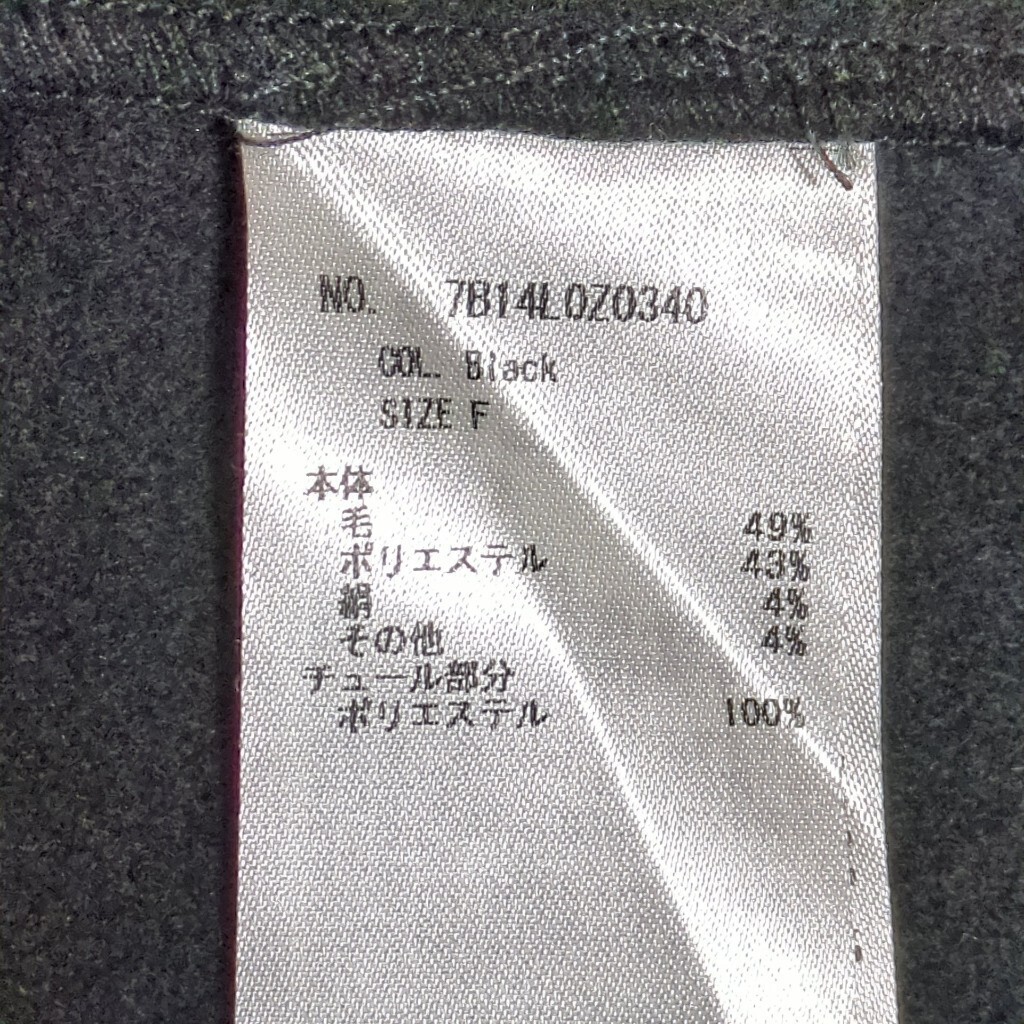 NO. 7B14L0Z0340
COL. Black
SIZE F
本体
毛 49%
ポリエステル 43%
絹 4%
その他 4%
チュール部分
ポリエステル 100%